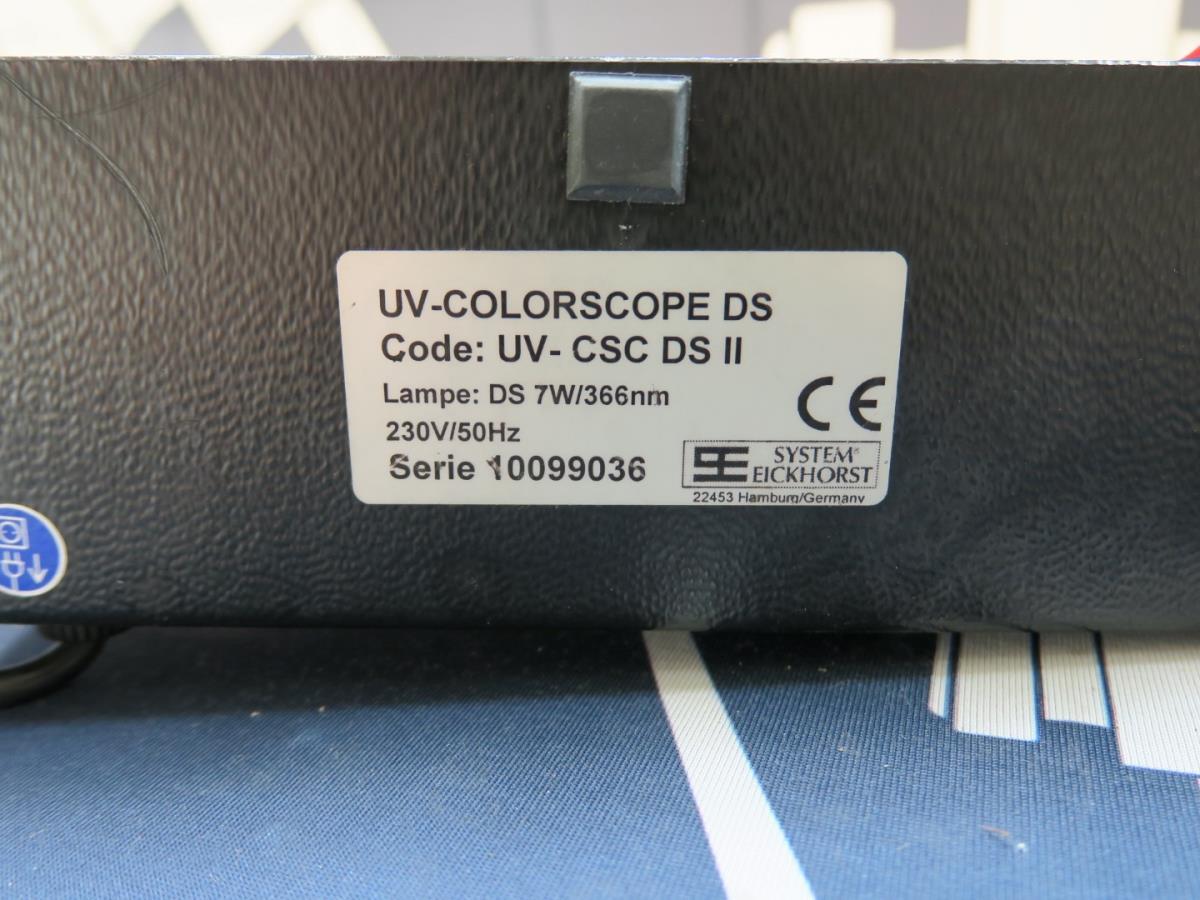 UV-COLORSCOPE DS
Code: UV- CSC DS II
Lampe: DS 7W/366nm
230V/50Hz
Serie 10099036
CE
SE SYSTEM®
EICKHORST
22453 Hamburg/Germany